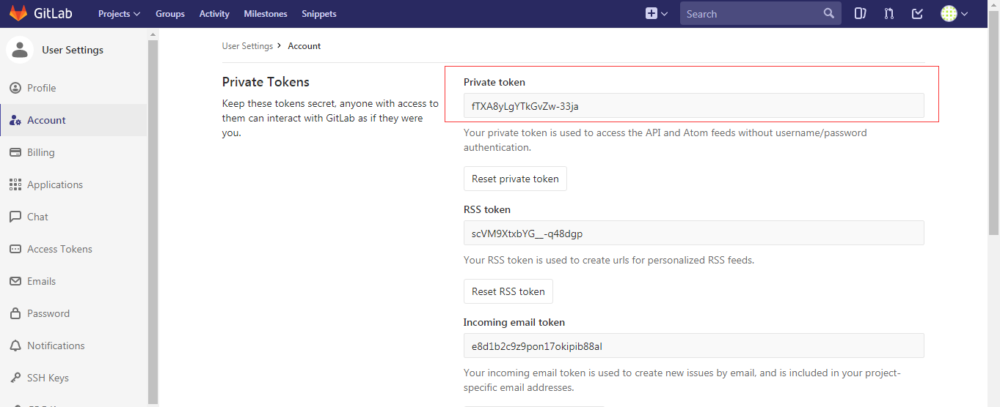 GitLab Projects Groups Activity Milestones Snippets Search
User Settings
Profile
Account
Billing
Applications
Chat
Access Tokens
Emails
Password
Notifications
SSH Keys
User Settings > Account
Private Tokens
Keep these tokens secret, anyone with access to
them can interact with GitLab as if they were
you.
Private token
fTXA8yLgYTkGvZw-33ja
Your private token is used to access the API and Atom feeds without username/password
authentication.
Reset private token
RSS token
scVM9XtxbYG__-q48dgp
Your RSS token is used to create urls for personalized RSS feeds.
Reset RSS token
Incoming email token
e8d1b2c9z9pon17okipib88al
Your incoming email token is used to create new issues by email, and is included in your project-
specific email addresses.